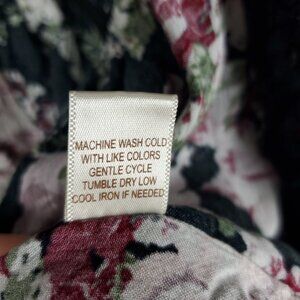 MACHINE WASH COLD
WITH LIKE COLORS
GENTLE CYCLE
TUMBLE DRY LOW
COOL IRON IF NEEDED